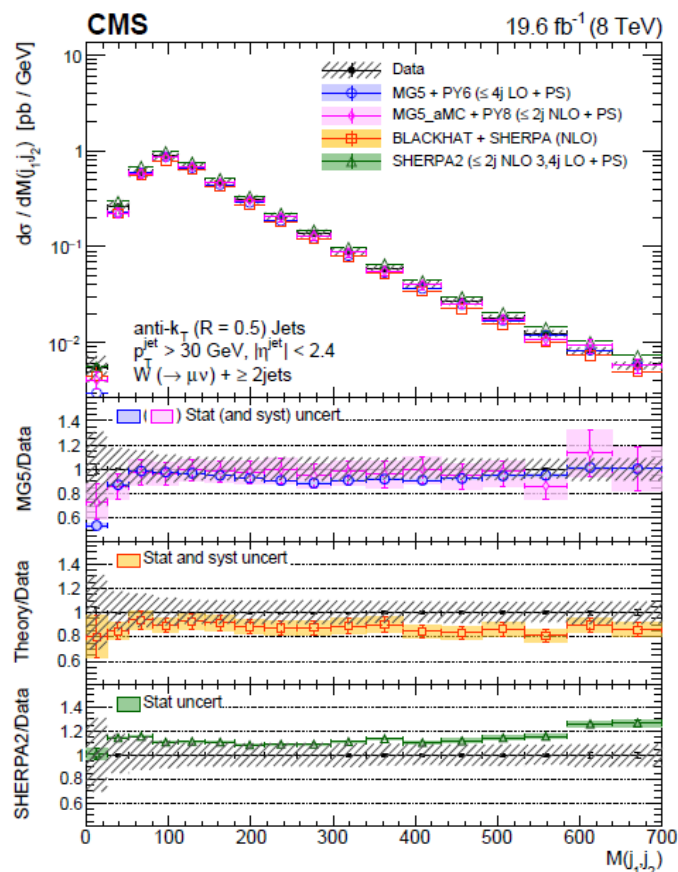 CMS 19.6 fb⁻¹ (8 TeV)
dσ / dM(j₁,j₂) [pb / GeV]
10
1
10⁻¹
10⁻²
Data
MG5 + PY6 (≤ 4j LO + PS)
MG5_aMC + PY8 (≤ 2j NLO + PS)
BLACKHAT + SHERPA (NLO)
SHERPA2 (≤ 2j NLO 3,4j LO + PS)
anti-k_T (R = 0.5) Jets
p_T^jet > 30 GeV, |η^jet| < 2.4
W (→ μν) + ≥ 2jets
MG5/Data
1.4
1.2
1
0.8
0.6
( ) Stat (and syst) uncert
Theory/Data
1.4
1.2
1
0.8
0.6
Stat and syst uncert
SHERPA2/Data
1.4
1.2
1
0.8
0.6
Stat uncert
0 100 200 300 400 500 600 700
M(j₁,j₂)